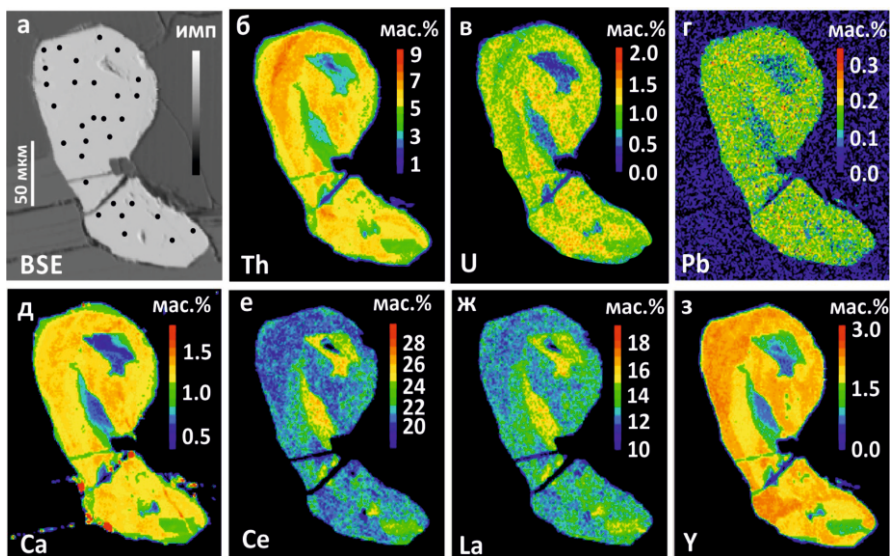 а
имп
50 мкм
BSE
б
мас.%
9
7
5
3
1
Th
в
мас.%
2.0
1.5
1.0
0.5
0.0
U
г
мас.%
0.3
0.2
0.1
0.0
Pb
д
мас.%
1.5
1.0
0.5
Ca
е
мас.%
28
26
24
22
20
Ce
ж
мас.%
18
16
14
12
10
La
з
мас.%
3.0
1.5
0.0
Y